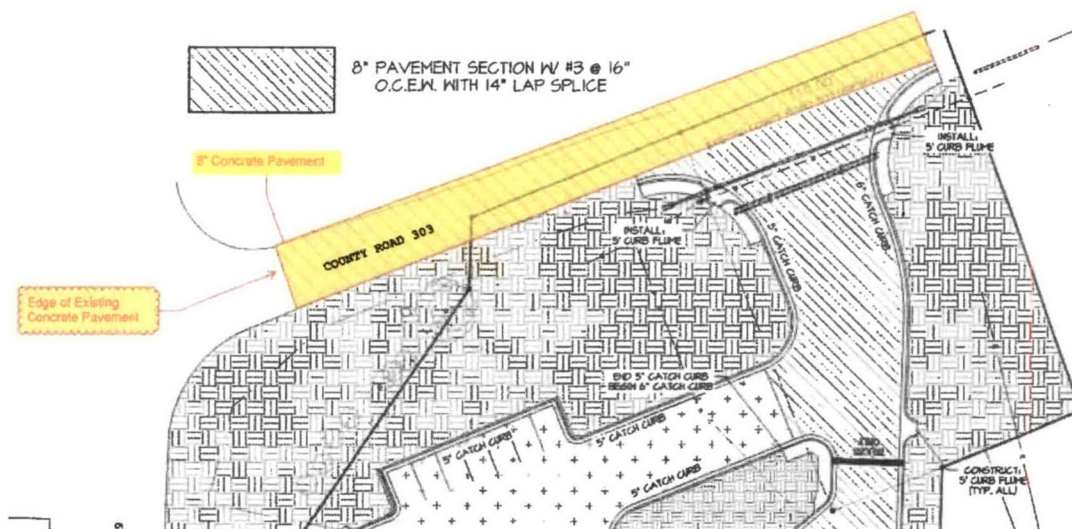 8" PAVEMENT SECTION W/ #3 @ 16"
O.C.E.W. WITH 14" LAP SPLICE
8" Concrete Pavement
INSTALL:
5' CURB FLUME
COUNTY ROAD 303
INSTALL:
5' CURB FLUME
6" CATCH CURB
5" CATCH CURB
Edge of Existing
Concrete Pavement
END 5" CATCH CURB
BEGIN 6" CATCH CURB
5" CATCH CURB
5" CATCH CURB
5" CATCH CURB
CONSTRUCT:
5' CURB FLUME
(TYP. ALL)